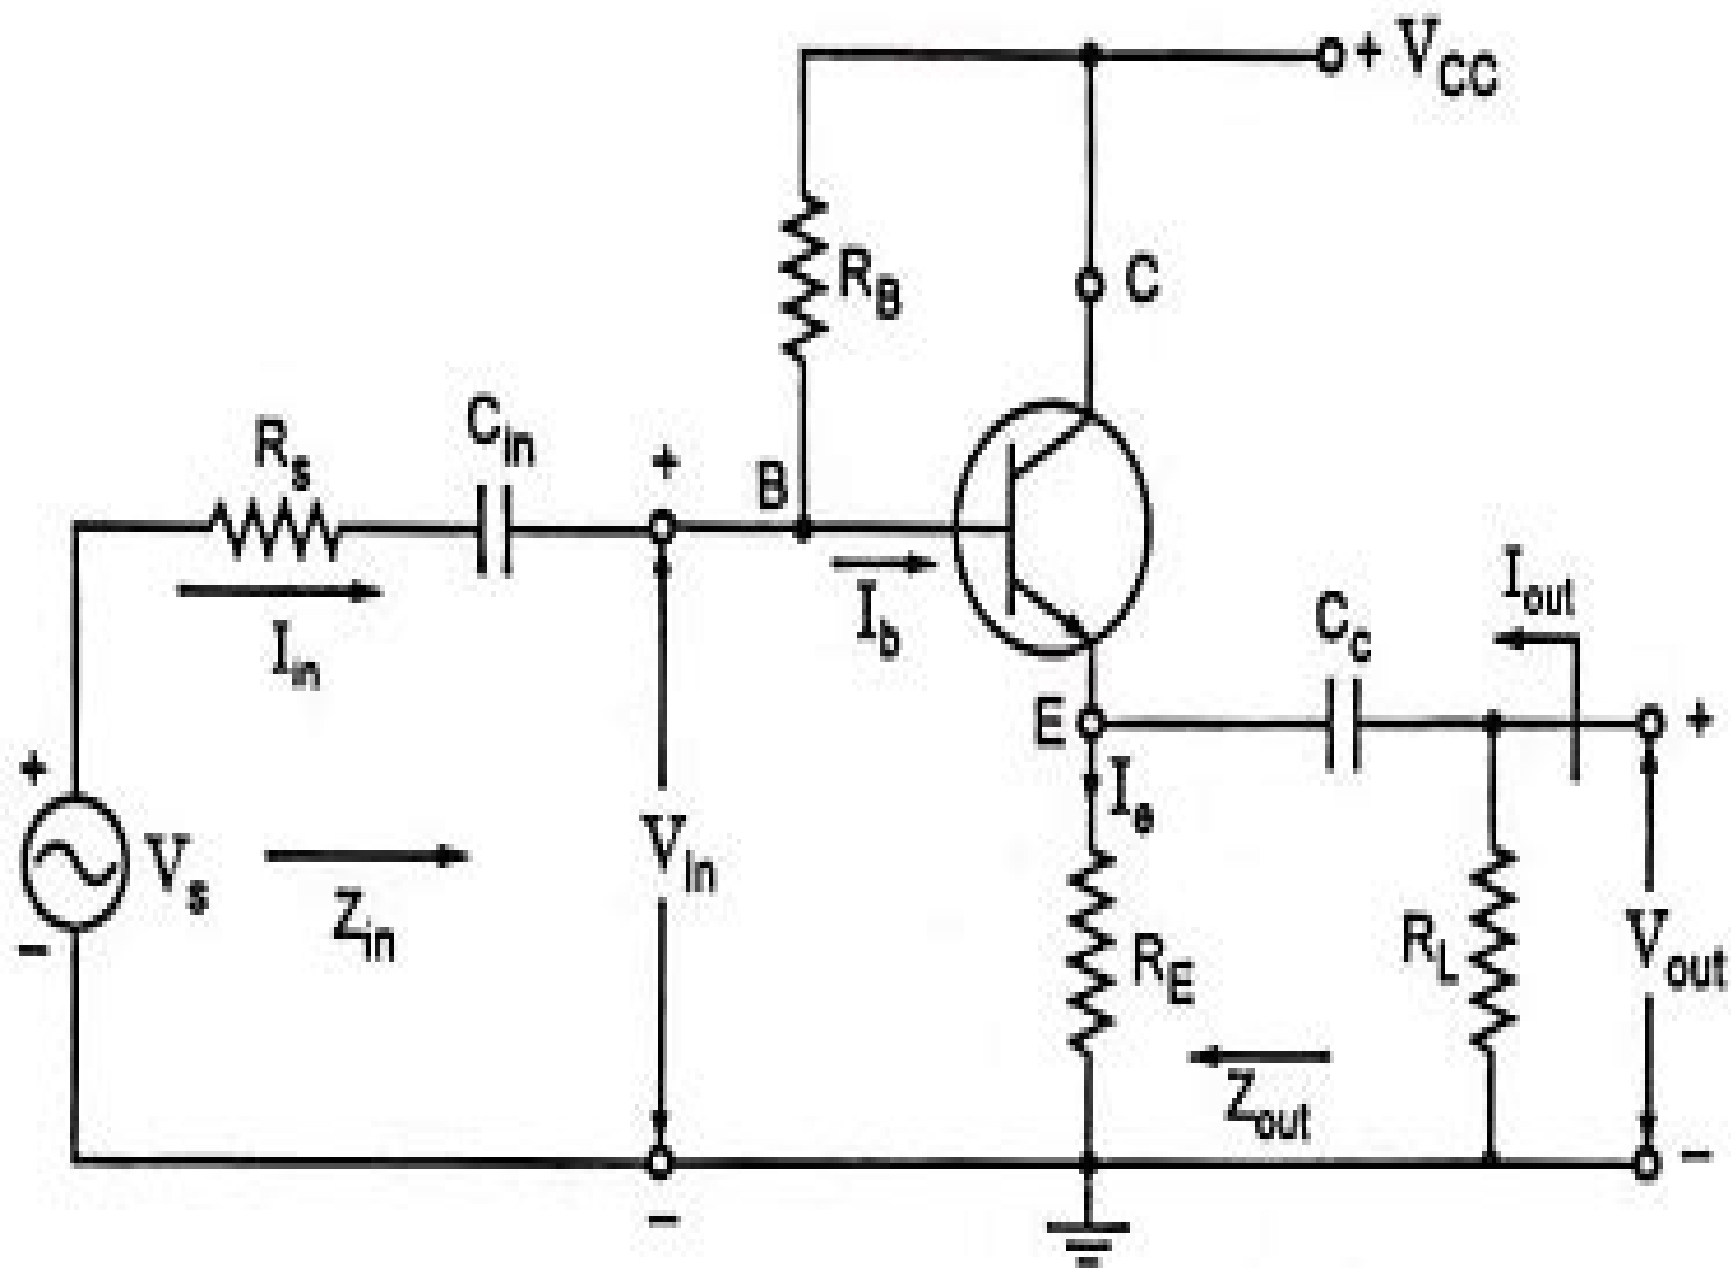 + VCC
C
RB
Rs
Cin
+
B
Iin
Ib
Iout
Cc
E
+
Ie
+
Vs
Vin
Zin
-
RE
RL
Vout
Zout
-
-